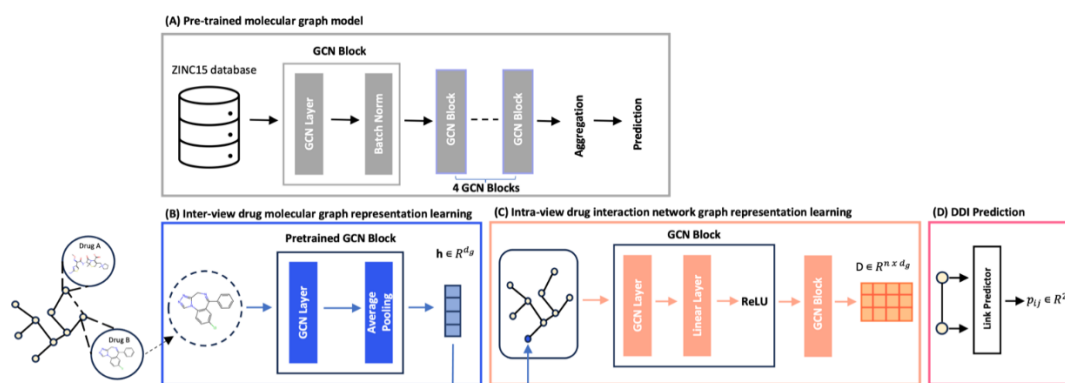 (A) Pre-trained molecular graph model
GCN Block
ZINC15 database
GCN Layer
Batch Norm
GCN Block
GCN Block
4 GCN Blocks
Aggregation
Prediction
(B) Inter-view drug molecular graph representation learning
Drug A
Drug B
Pretrained GCN Block
GCN Layer
Average
Pooling
h ∈ R^{d_g}
(C) Intra-view drug interaction network graph representation learning
GCN Block
GCN Layer
Linear Layer
ReLU
GCN Block
D ∈ R^{n x d_g}
(D) DDI Prediction
Link Predictor
p_{ij} ∈ R^2